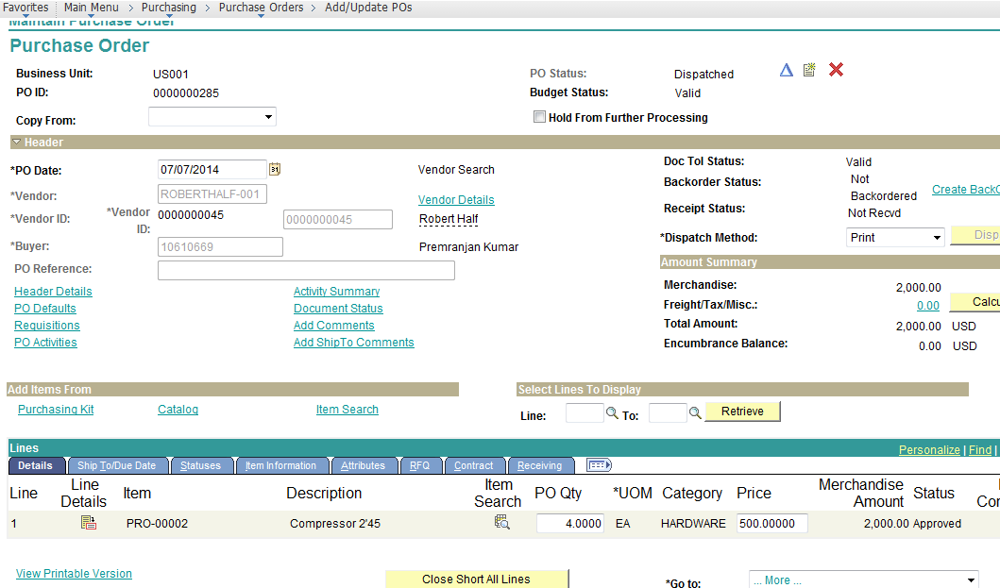 Favorites Main Menu > Purchasing > Purchase Orders > Add/Update POs
Maintain Purchase Order
Purchase Order
Business Unit: US001 PO Status: Dispatched
PO ID: 0000000285 Budget Status: Valid
Copy From: Hold From Further Processing
Header
*PO Date: 07/07/2014 31 Vendor Search
*Vendor: ROBERTHALF-001 Vendor Details
*Vendor ID: *Vendor ID: 0000000045 0000000045 Robert Half
*Buyer: 10610669 Premranjan Kumar
PO Reference:
Header Details Activity Summary
PO Defaults Document Status
Requisitions Add Comments
PO Activities Add ShipTo Comments
Doc Tol Status: Valid
Backorder Status: Not Backordered Create BackO
Receipt Status: Not Recvd
*Dispatch Method: Print Disp
Amount Summary
Merchandise: 2,000.00
Freight/Tax/Misc.: 0.00 Calcu
Total Amount: 2,000.00 USD
Encumbrance Balance: 0.00 USD
Add Items From
Purchasing Kit Catalog Item Search
Select Lines To Display
Line: To: Retrieve
Lines Personalize | Find |
Details Ship To/Due Date Statuses Item Information Attributes RFQ Contract Receiving
Line Line Details Item Description Item Search PO Qty *UOM Category Price Merchandise Amount Status
1 PRO-00002 Compressor 2'45 4.0000 EA HARDWARE 500.00000 2,000.00 Approved
View Printable Version Close Short All Lines *Go to: ... More ...